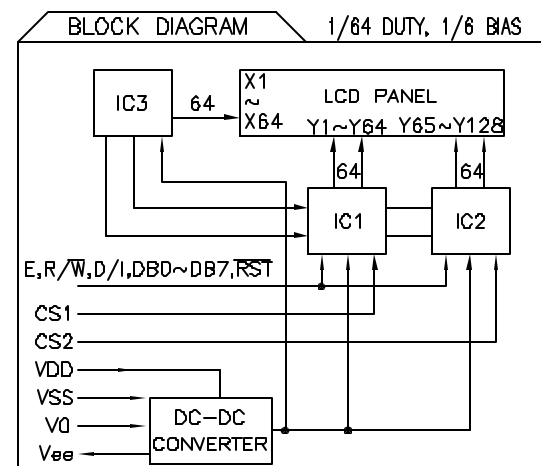 BLOCK DIAGRAM
1/64 DUTY, 1/6 BIAS
IC3
64
X1
~
X64
LCD PANEL
Y1~Y64 Y65~Y128
64
64
IC1
IC2
E,R/W̅,D/I,DB0~DB7,R̅S̅T̅
CS1
CS2
VDD
VSS
V0
Vee
DC-DC
CONVERTER